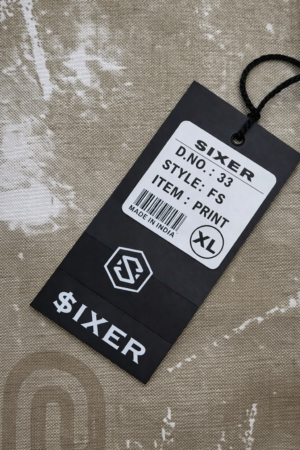 SIXER
D.NO.: 33
STYLE: FS
ITEM : PRINT
MADE IN INDIA
XL
$IXER